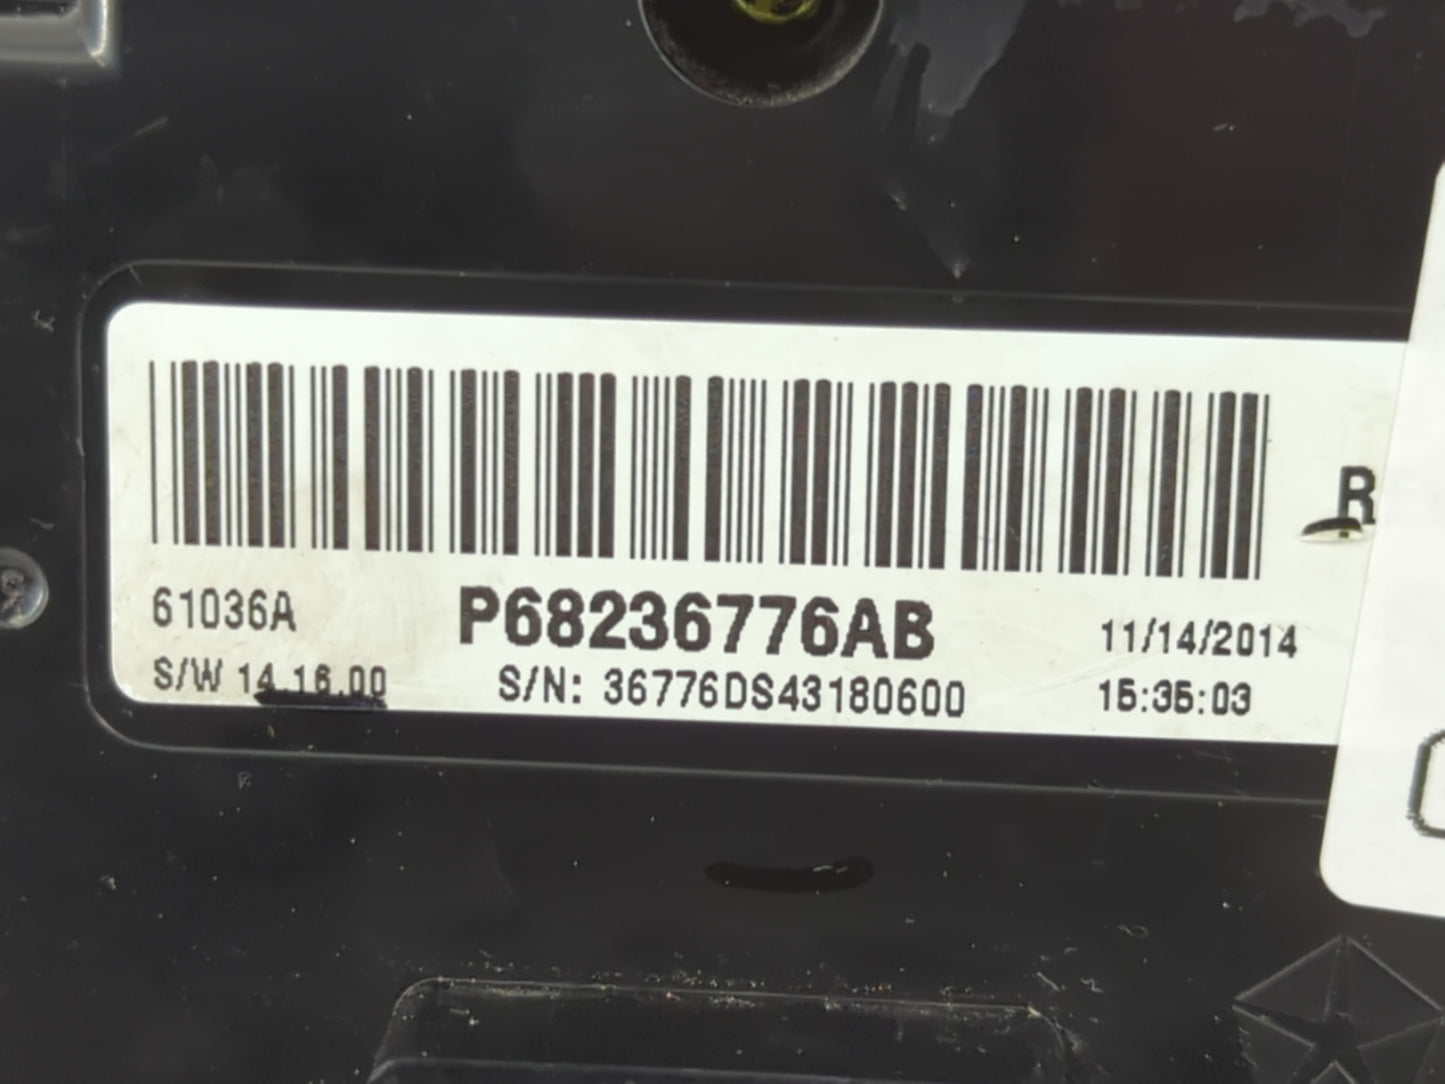 R
61036A P68236776AB 11/14/2014
S/W 14.16.00 S/N: 36776DS43180600 15:35:03